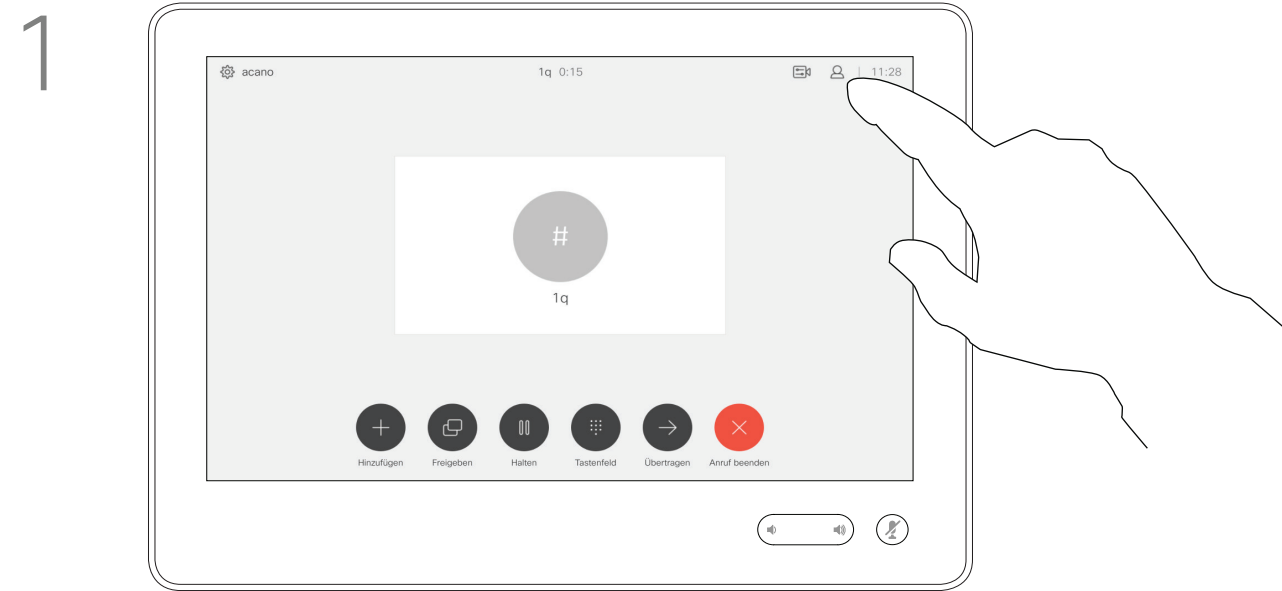 1
acano 1q 0:15 11:28
#
1q
Hinzufügen Freigeben Halten Tastenfeld Übertragen Anruf beenden